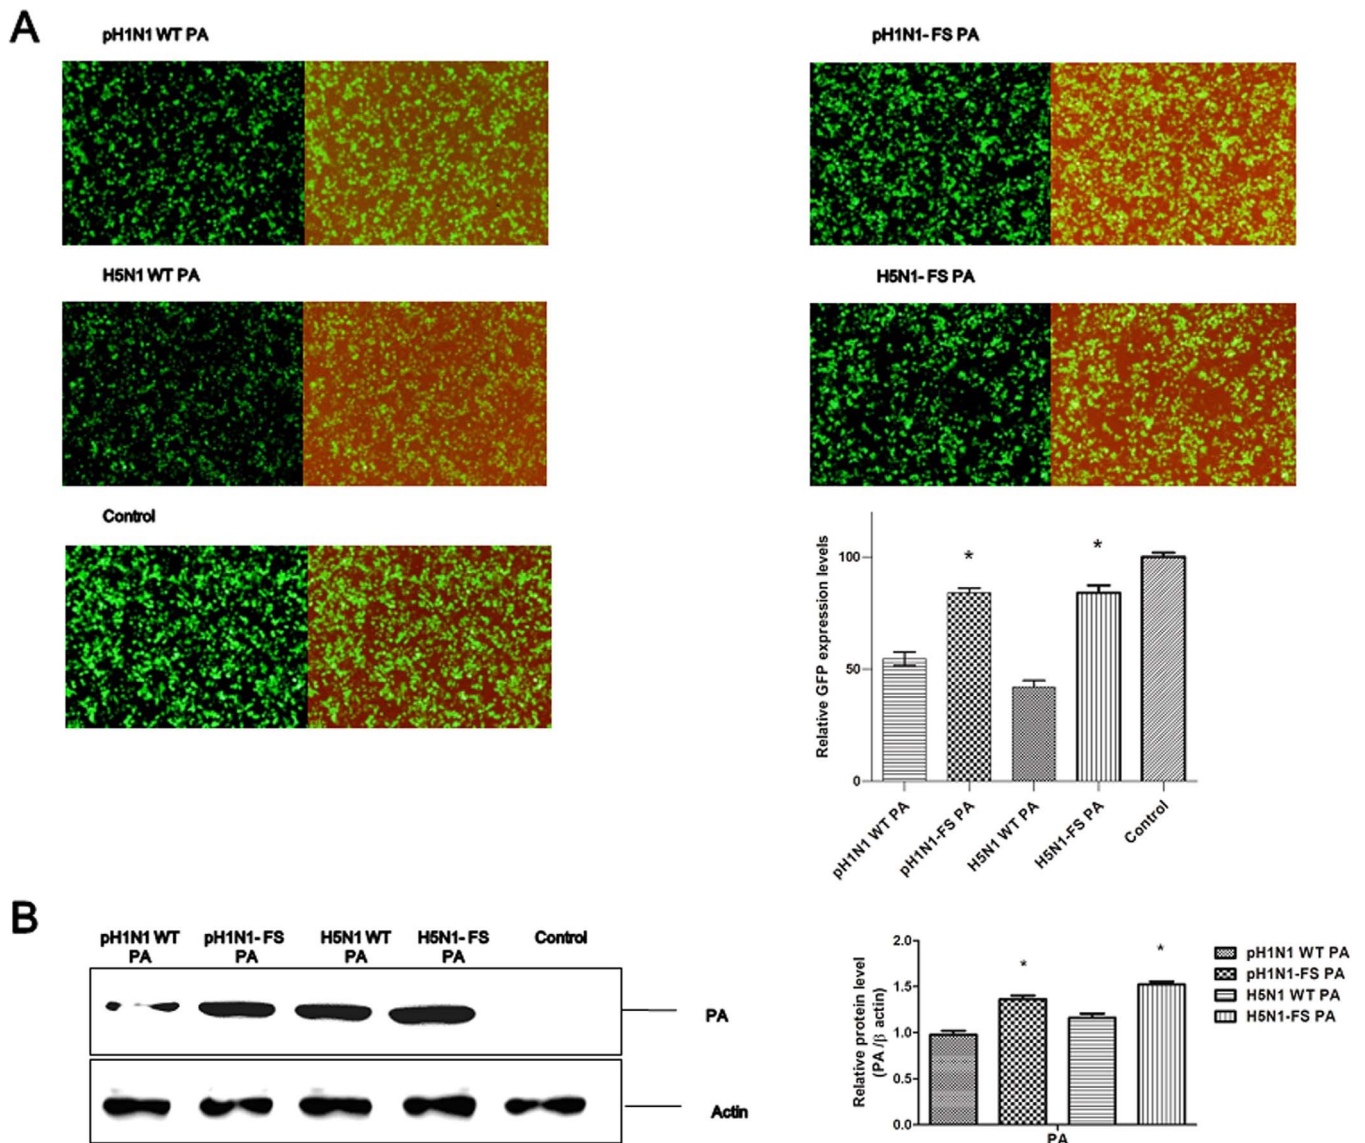 A
pH1N1 WT PA
pH1N1- FS PA
H5N1 WT PA
H5N1- FS PA
Control
Relative GFP expression levels
100
50
0
*
*
pH1N1 WT PA
pH1N1-FS PA
H5N1 WT PA
H5N1-FS PA
Control
B
pH1N1 WT
PA
pH1N1- FS
PA
H5N1 WT
PA
H5N1- FS
PA
Control
PA
Actin
Relative protein level
(PA /β actin)
2.0
1.5
1.0
0.5
0.0
*
*
PA
pH1N1 WT PA
pH1N1-FS PA
H5N1 WT PA
H5N1-FS PA